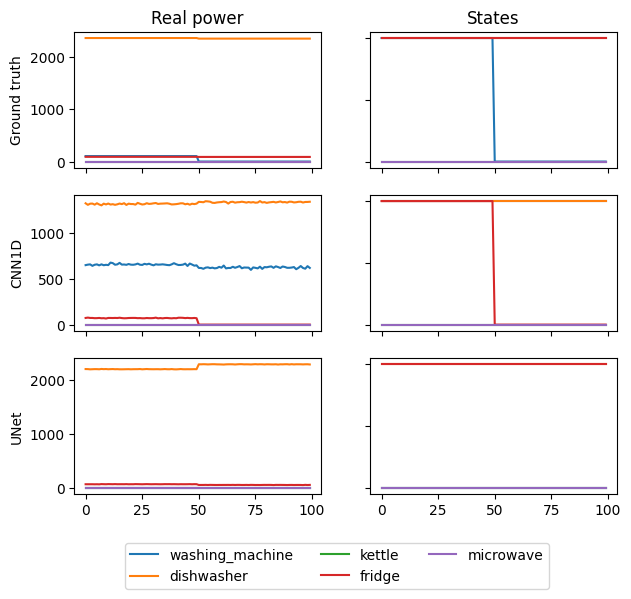 Real power
States
Ground truth
2000
1000
0
CNN1D
1000
500
0
UNet
2000
1000
0
0 25 50 75 100
0 25 50 75 100
washing_machine kettle microwave
dishwasher fridge